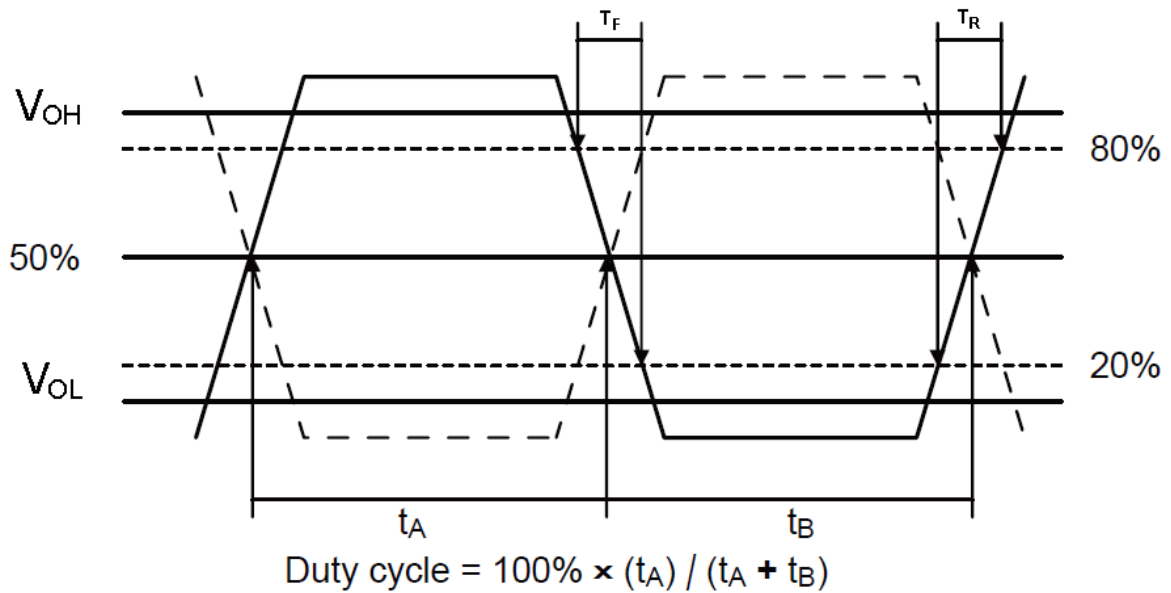 TF
TR
VOH
80%
50%
20%
VOL
tA
tB
Duty cycle = 100% × (tA) / (tA + tB)